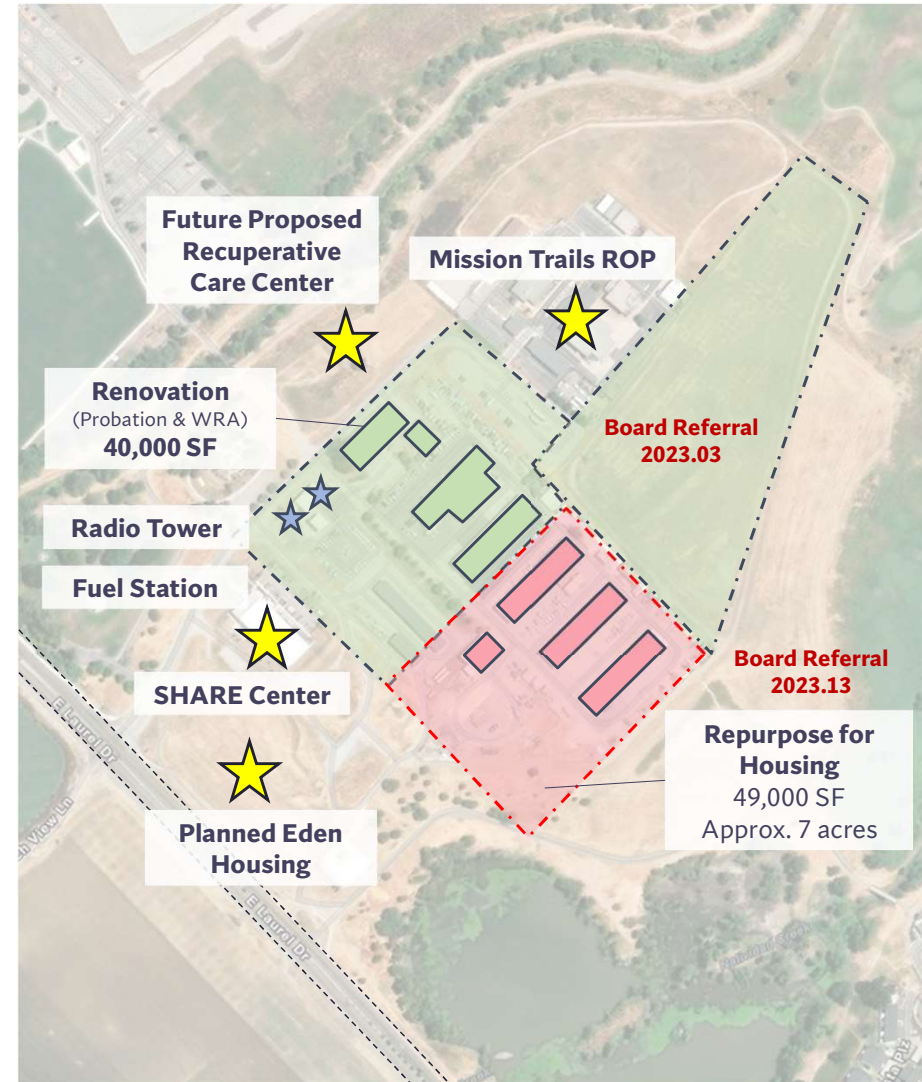 Future Proposed
Recuperative
Care Center
Mission Trails ROP
Renovation
(Probation & WRA)
40,000 SF
Board Referral
2023.03
Radio Tower
Fuel Station
SHARE Center
Board Referral
2023.13
Repurpose for
Housing
49,000 SF
Approx. 7 acres
Planned Eden
Housing
E Laurel Dr
View Ln
E Laurel Dr